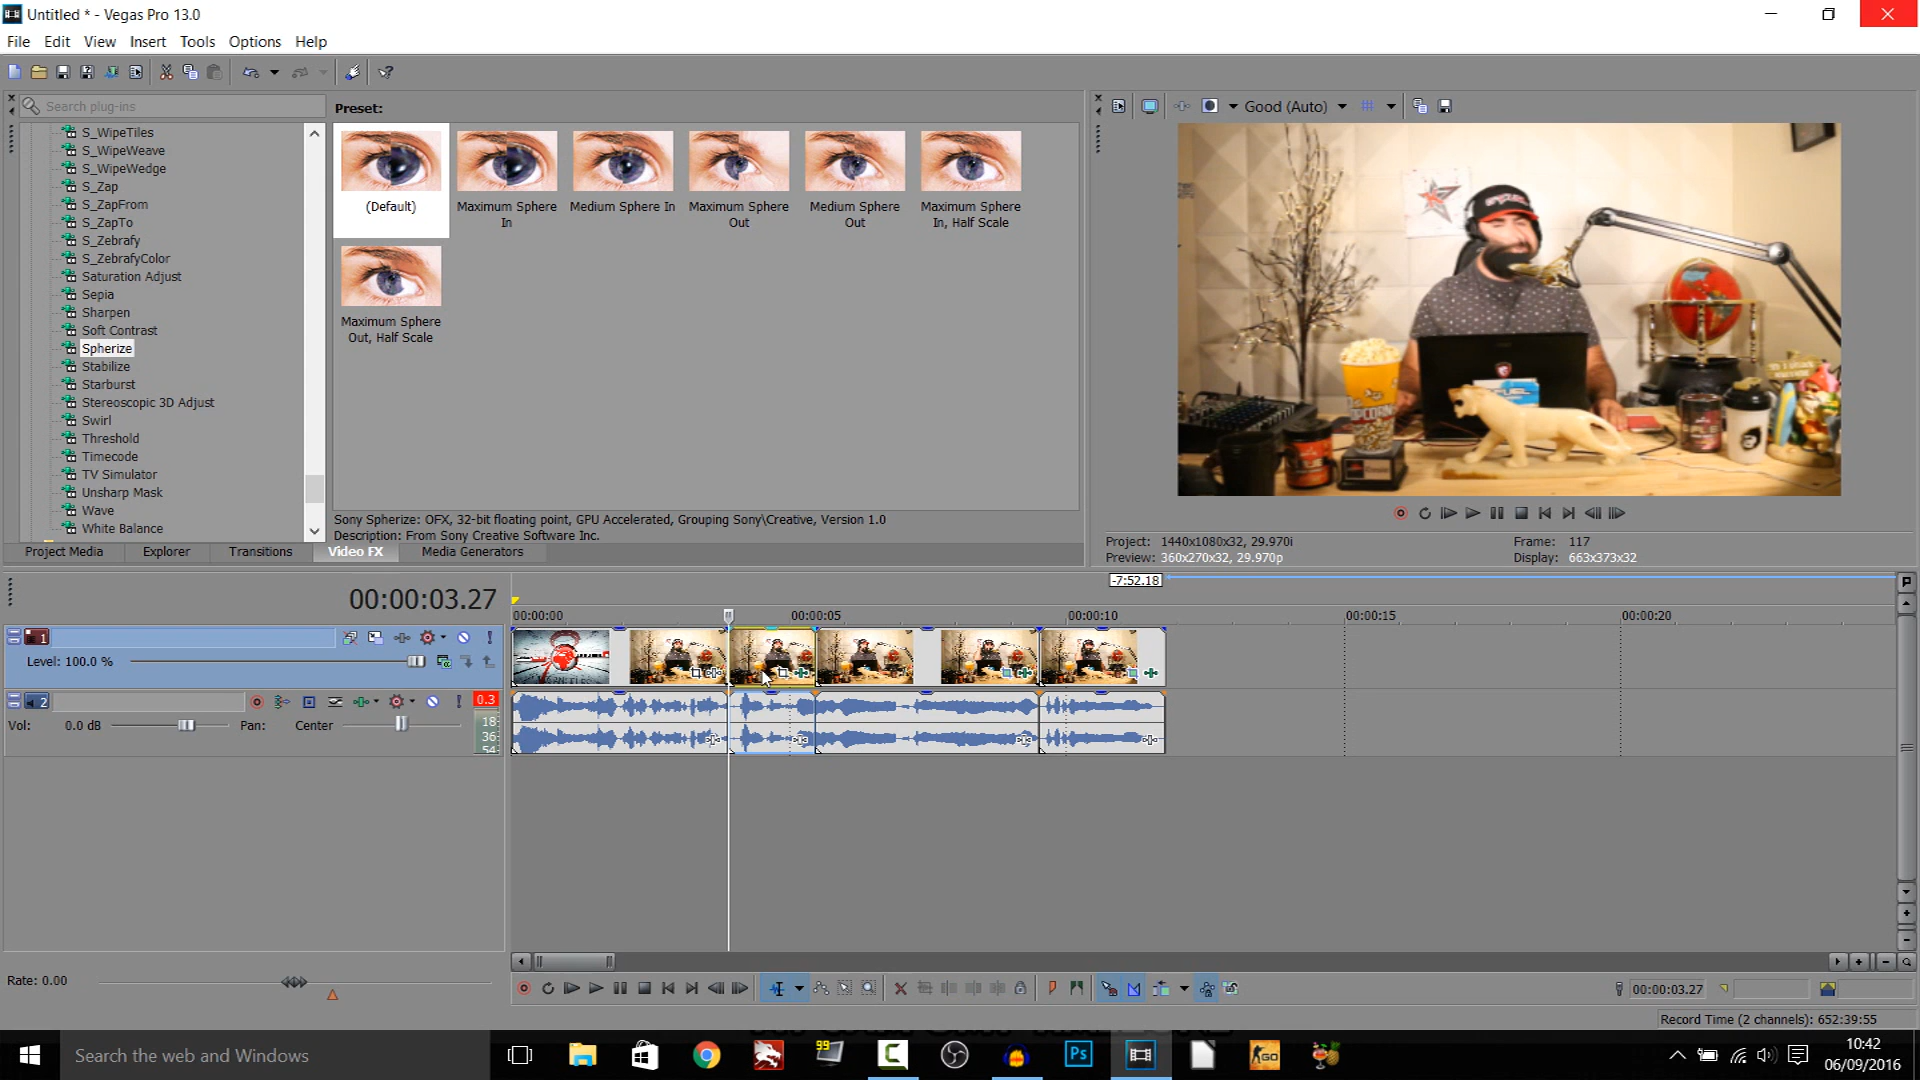 Untitled * - Vegas Pro 13.0
File Edit View Insert Tools Options Help
Search plug-ins
Preset:
Good (Auto)
S_WipeTiles
S_WipeWeave
S_WipeWedge
S_Zap
S_ZapFrom
S_ZapTo
S_Zebrafy
S_ZebrafyColor
Saturation Adjust
Sepia
Sharpen
Soft Contrast
Spherize
Stabilize
Starburst
Stereoscopic 3D Adjust
Swirl
Threshold
Timecode
TV Simulator
Unsharp Mask
Wave
White Balance
(Default)
Maximum Sphere In
Medium Sphere In
Maximum Sphere Out
Medium Sphere Out
Maximum Sphere In, Half Scale
Maximum Sphere Out, Half Scale
Sony Spherize: OFX, 32-bit floating point, GPU Accelerated, Grouping Sony\Creative, Version 1.0
Description: From Sony Creative Software Inc.
Project Media Explorer Transitions Video FX Media Generators
Project: 1440x1080x32, 29.970i
Preview: 360x270x32, 29.970p
Frame: 117
Display: 663x373x32
00:00:03.27
-7:52.18
00:00:00 00:00:05 00:00:10 00:00:15 00:00:20
1
Level: 100.0 %
2
0.3
Vol: 0.0 dB Pan: Center
18
36
54
Rate: 0.00
00:00:03.27
Record Time (2 channels): 652:39:55
Search the web and Windows
99
Ps
GO
10:42
06/09/2016